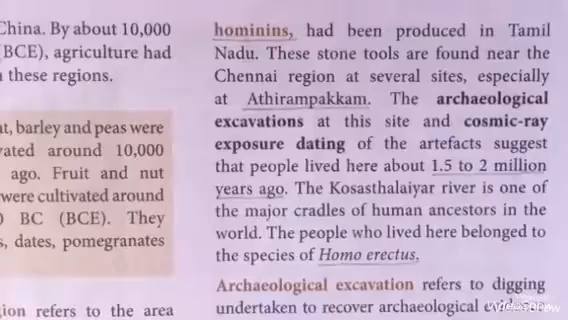 China. By about 10,000
(BCE), agriculture had
these regions.
at, barley and peas were
vated around 10,000
ago. Fruit and nut
were cultivated around
0 BC (BCE). They
s, dates, pomegranates
ion refers to the area
hominins, had been produced in Tamil
Nadu. These stone tools are found near the
Chennai region at several sites, especially
at Athirampakkam. The archaeological
excavations at this site and cosmic-ray
exposure dating of the artefacts suggest
that people lived here about 1.5 to 2 million
years ago. The Kosasthalaiyar river is one of
the major cradles of human ancestors in the
world. The people who lived here belonged to
the species of Homo erectus.
Archaeological excavation refers to digging
undertaken to recover archaeological